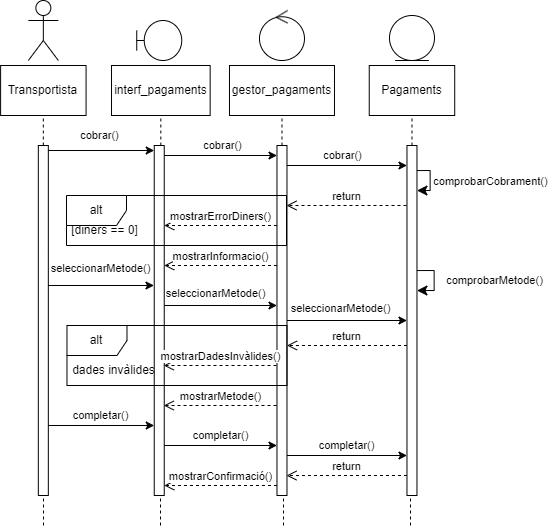 Transportista
interf_pagaments
gestor_pagaments
Pagaments
cobrar()
cobrar()
cobrar()
comprobarCobrament()
return
alt
mostrarErrorDiners()
[diners == 0]
mostrarInformacio()
seleccionarMetode()
comprobarMetode()
seleccionarMetode()
seleccionarMetode()
return
alt
mostrarDadesInvàlides()
dades invàlides
mostrarMetode()
completar()
completar()
completar()
return
mostrarConfirmació()